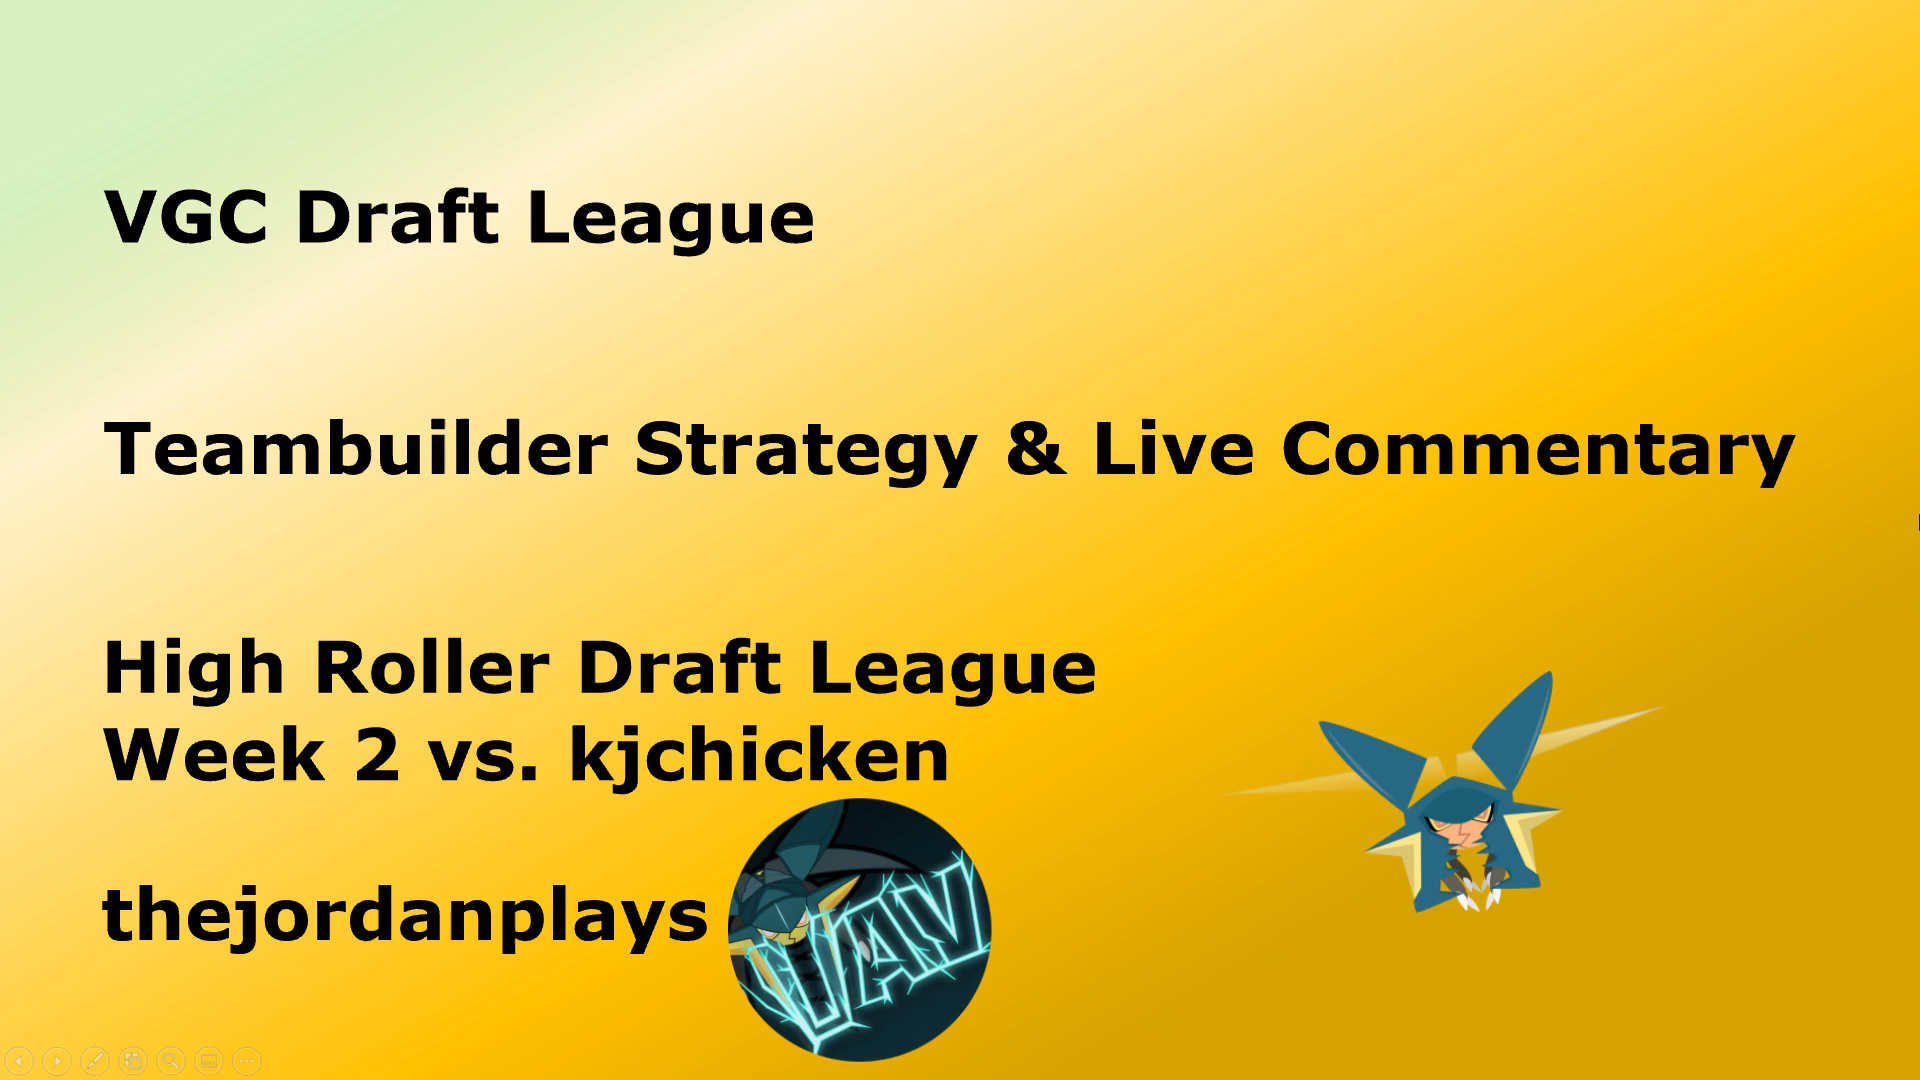 VGC Draft League
Teambuilder Strategy & Live Commentary
High Roller Draft League
Week 2 vs. kjchicken
thejordanplays